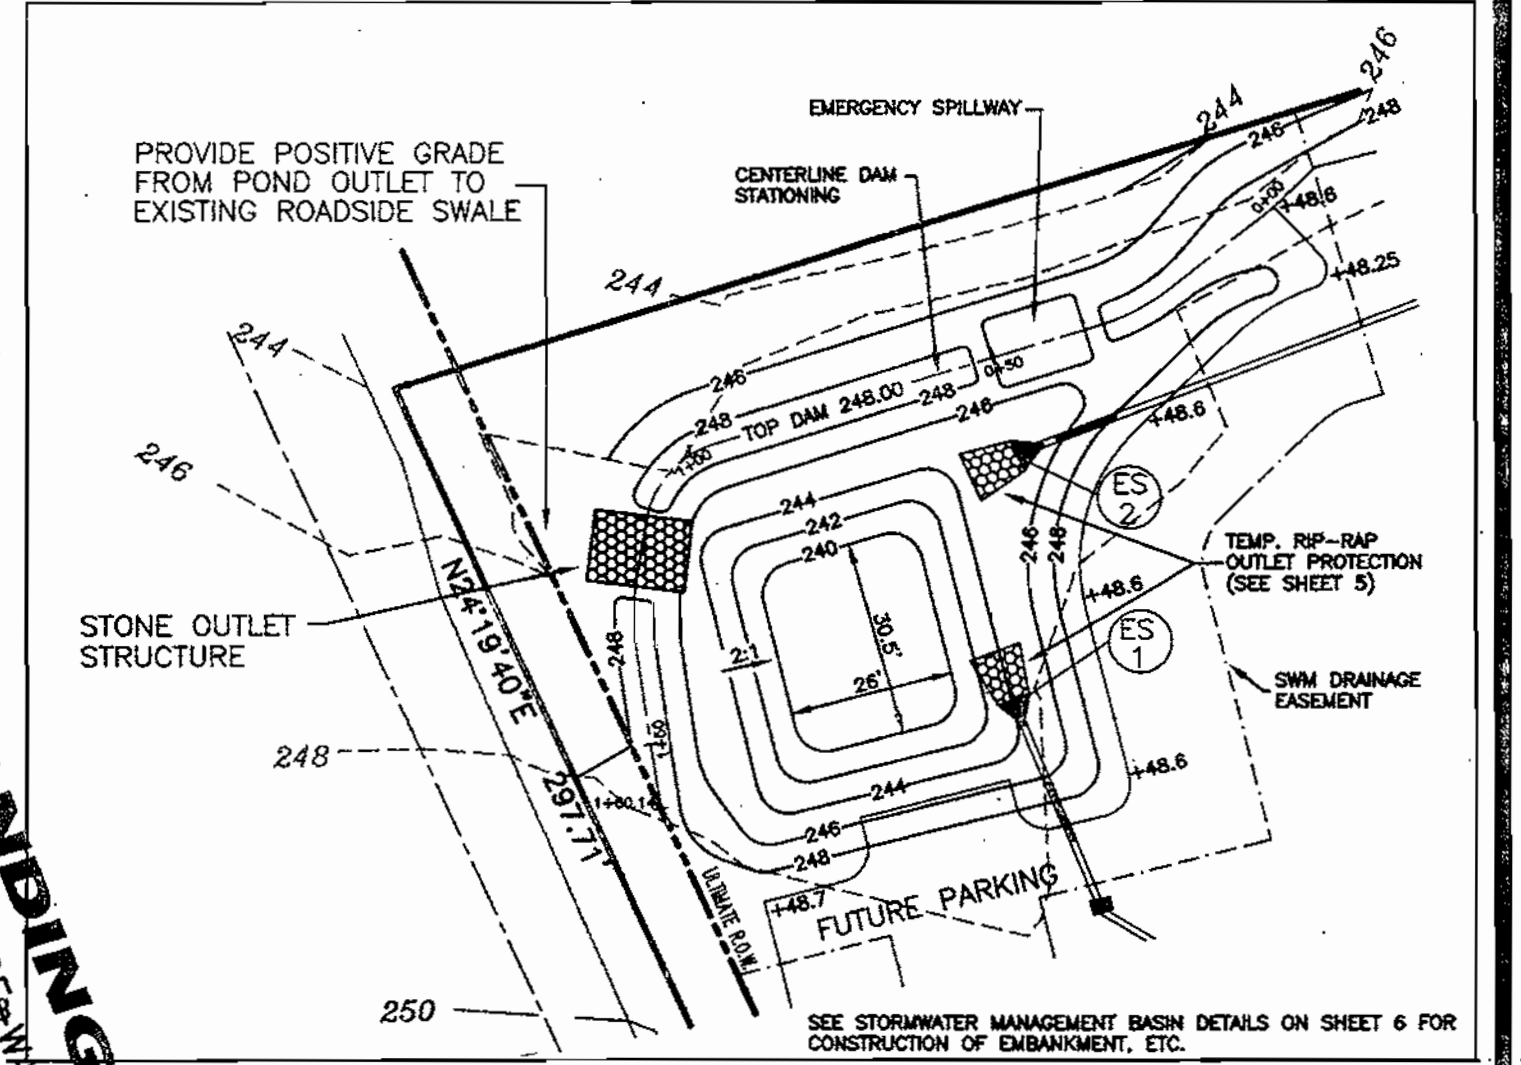 246
244
EMERGENCY SPILLWAY
246
248
PROVIDE POSITIVE GRADE
FROM POND OUTLET TO
EXISTING ROADSIDE SWALE
CENTERLINE DAM
STATIONING
0+00
+48.6
+48.25
244
244
246
248
TOP DAM 248.00
248
0+50
246
+48.6
1+00
246
244
242
240
ES
2
246
248
TEMP. RIP-RAP
OUTLET PROTECTION
(SEE SHEET 5)
N24°19'40"E
297.71'
STONE OUTLET
STRUCTURE
248
2:1
30.5'
26'
+48.6
ES
1
SWM DRAINAGE
EASEMENT
1+50
248
1+60.14
244
+48.6
246
248
ULTIMATE R.O.W.
+48.7
FUTURE PARKING
250
SEE STORMWATER MANAGEMENT BASIN DETAILS ON SHEET 6 FOR
CONSTRUCTION OF EMBANKMENT, ETC.
NDING